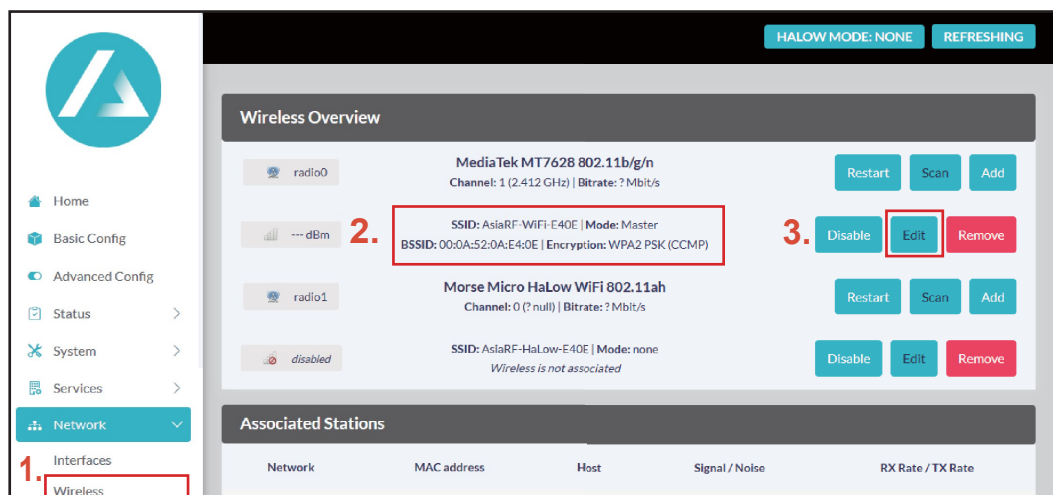 HALOW MODE: NONE REFRESHING
Wireless Overview
radio0 MediaTek MT7628 802.11b/g/n Restart Scan Add
Channel: 1 (2.412 GHz) | Bitrate: ? Mbit/s
Home
2. SSID: AsiaRF-WiFi-E40E | Mode: Master 3.
--- dBm Disable Edit Remove
BSSID: 00:0A:52:0A:E4:0E | Encryption: WPA2 PSK (CCMP)
Basic Config
Advanced Config
radio1 Morse Micro HaLow WiFi 802.11ah Restart Scan Add
Channel: 0 (? null) | Bitrate: ? Mbit/s
Status
System
disabled SSID: AsiaRF-HaLow-E40E | Mode: none Disable Edit Remove
Wireless is not associated
Services
Network
Associated Stations
Interfaces
1.
Network MAC address Host Signal / Noise RX Rate / TX Rate
Wireless